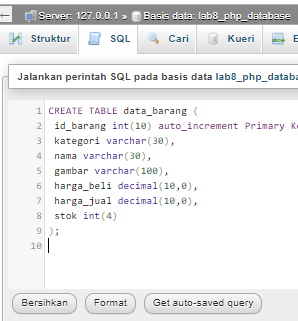 Server: 127.0.0.1 » Basis data: lab8_php_database
Struktur SQL Cari Kueri
Jalankan perintah SQL pada basis data
1 CREATE TABLE data_barang (
2 id_barang int(10) auto_increment Primary
3 kategori varchar(30),
4 nama varchar(30),
5 gambar varchar(100),
6 harga_beli decimal(10,0),
7 harga_jual decimal(10,0),
8 stok int(4)
9 );
10
Bersihkan Format Get auto-saved query